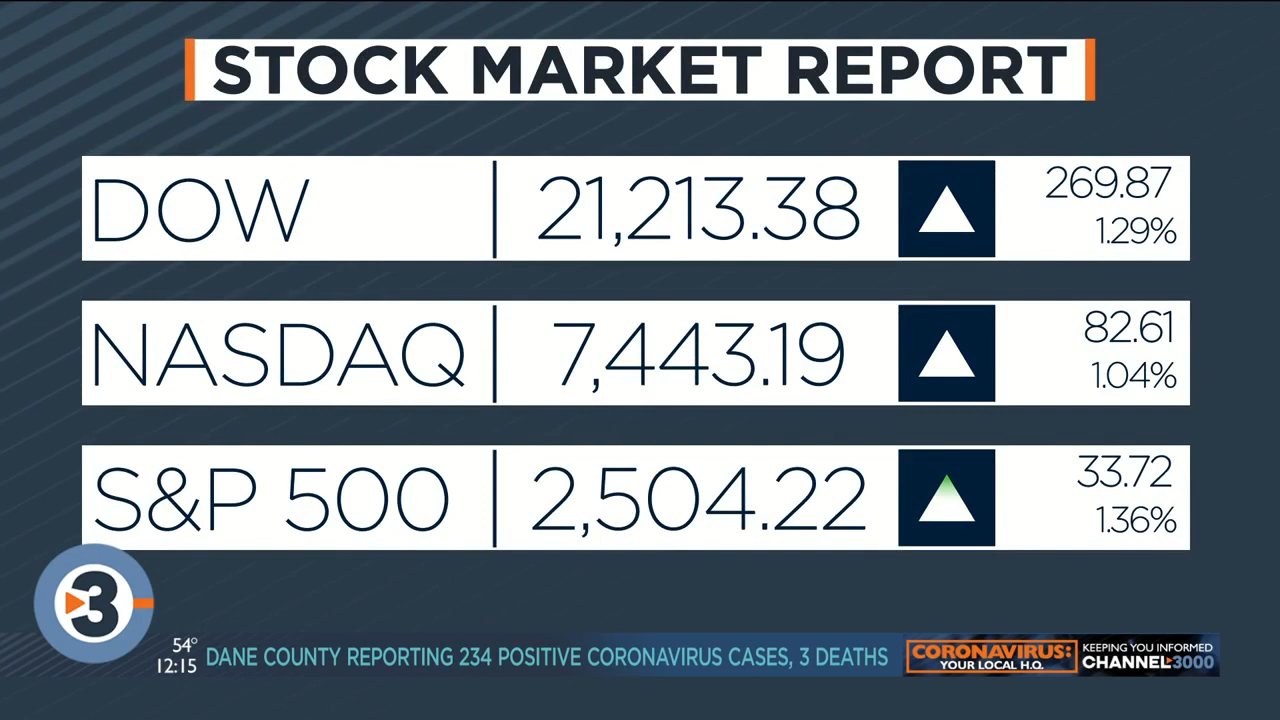 STOCK MARKET REPORT
DOW 21,213.38 269.87
1.29%
NASDAQ 7,443.19 82.61
1.04%
S&P 500 2,504.22 33.72
1.36%
3
54°
12:15
DANE COUNTY REPORTING 234 POSITIVE CORONAVIRUS CASES, 3 DEATHS
CORONAVIRUS:
YOUR LOCAL H.Q.
KEEPING YOU INFORMED
CHANNEL3000